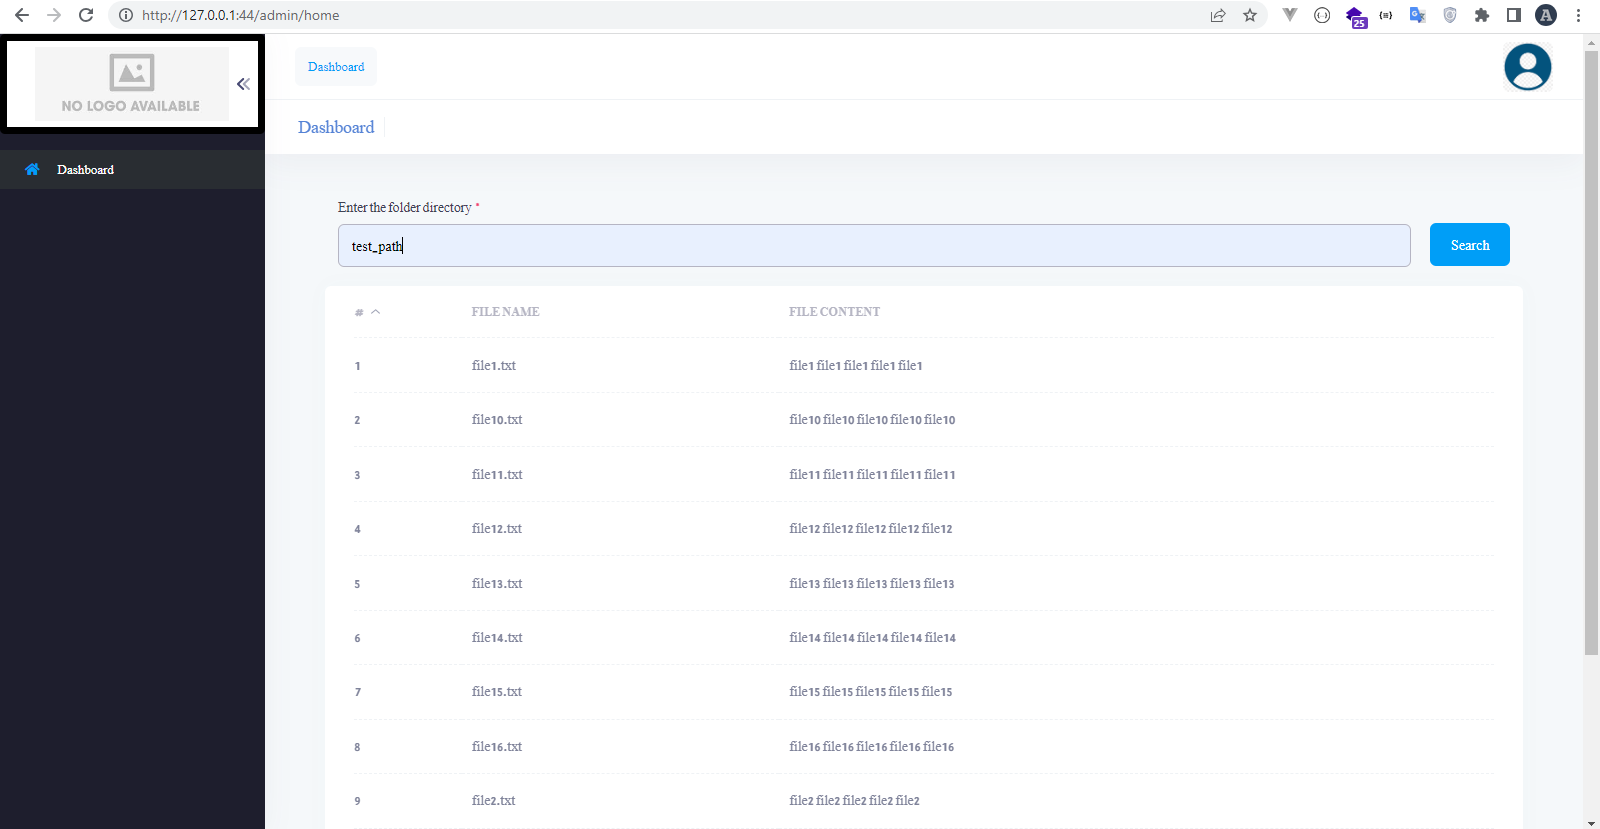 http://127.0.0.1:44/admin/home
25
A
NO LOGO AVAILABLE
Dashboard
Dashboard
Dashboard
Enter the folder directory *
test_path
Search
# FILE NAME FILE CONTENT
1 file1.txt file1 file1 file1 file1 file1
2 file10.txt file10 file10 file10 file10 file10
3 file11.txt file11 file11 file11 file11 file11
4 file12.txt file12 file12 file12 file12 file12
5 file13.txt file13 file13 file13 file13 file13
6 file14.txt file14 file14 file14 file14 file14
7 file15.txt file15 file15 file15 file15 file15
8 file16.txt file16 file16 file16 file16 file16
9 file2.txt file2 file2 file2 file2 file2